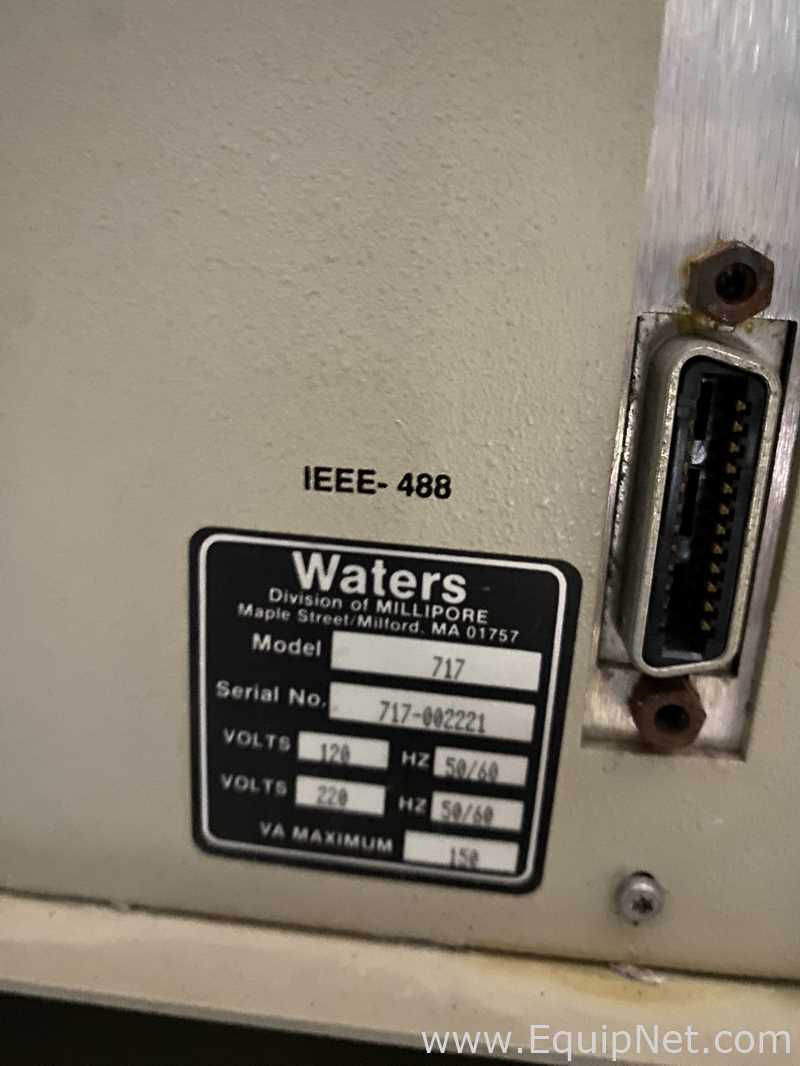 IEEE- 488
Waters
Division of MILLIPORE
Maple Street/Milford, MA 01757
Model 717
Serial No. 717-002221
VOLTS 120 HZ 50/60
VOLTS 220 HZ 50/60
VA MAXIMUM 150
www.EquipNet.com